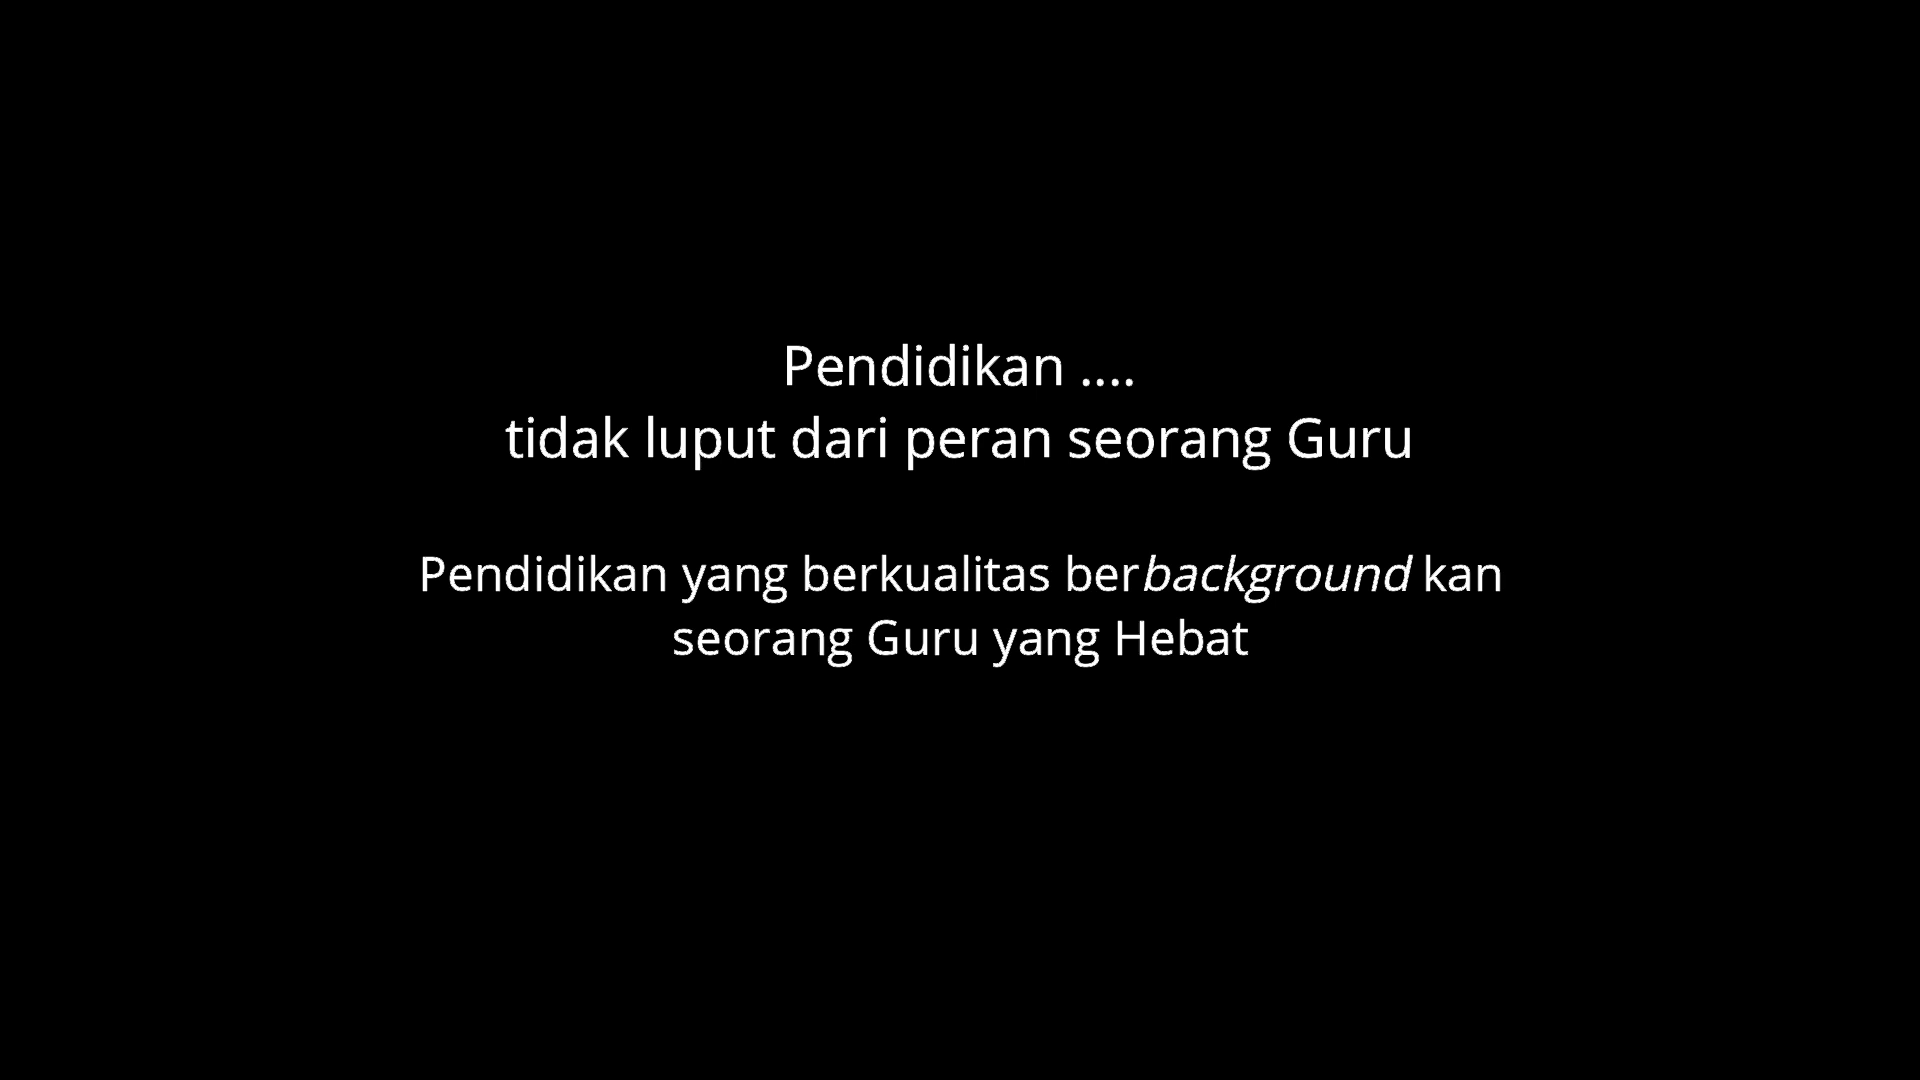 Pendidikan ....
tidak luput dari peran seorang Guru
Pendidikan yang berkualitas berbackground kan
seorang Guru yang Hebat